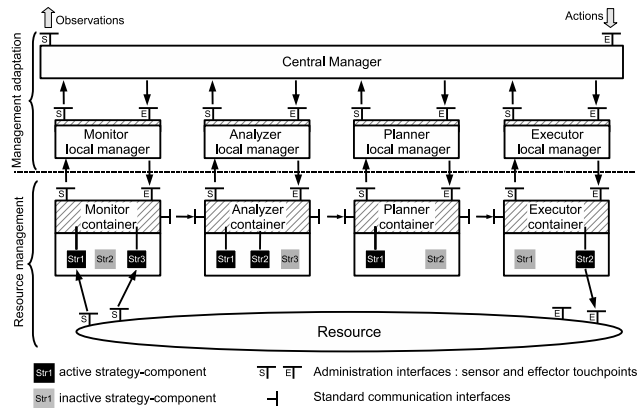 Observations
Actions
S
E
Central Manager
Management adaptation
S
E
S
E
S
E
S
E
Monitor
local manager
Analyzer
local manager
Planner
local manager
Executor
local manager
S
E
S
E
S
E
S
E
Resource management
Monitor
container
Analyzer
container
Planner
container
Executor
container
Str1
Str2
Str3
Str1
Str2
Str3
Str1
Str2
Str1
Str2
S
S
E
E
Resource
Str1 active strategy-component
S E Administration interfaces : sensor and effector touchpoints
Str1 inactive strategy-component
Standard communication interfaces